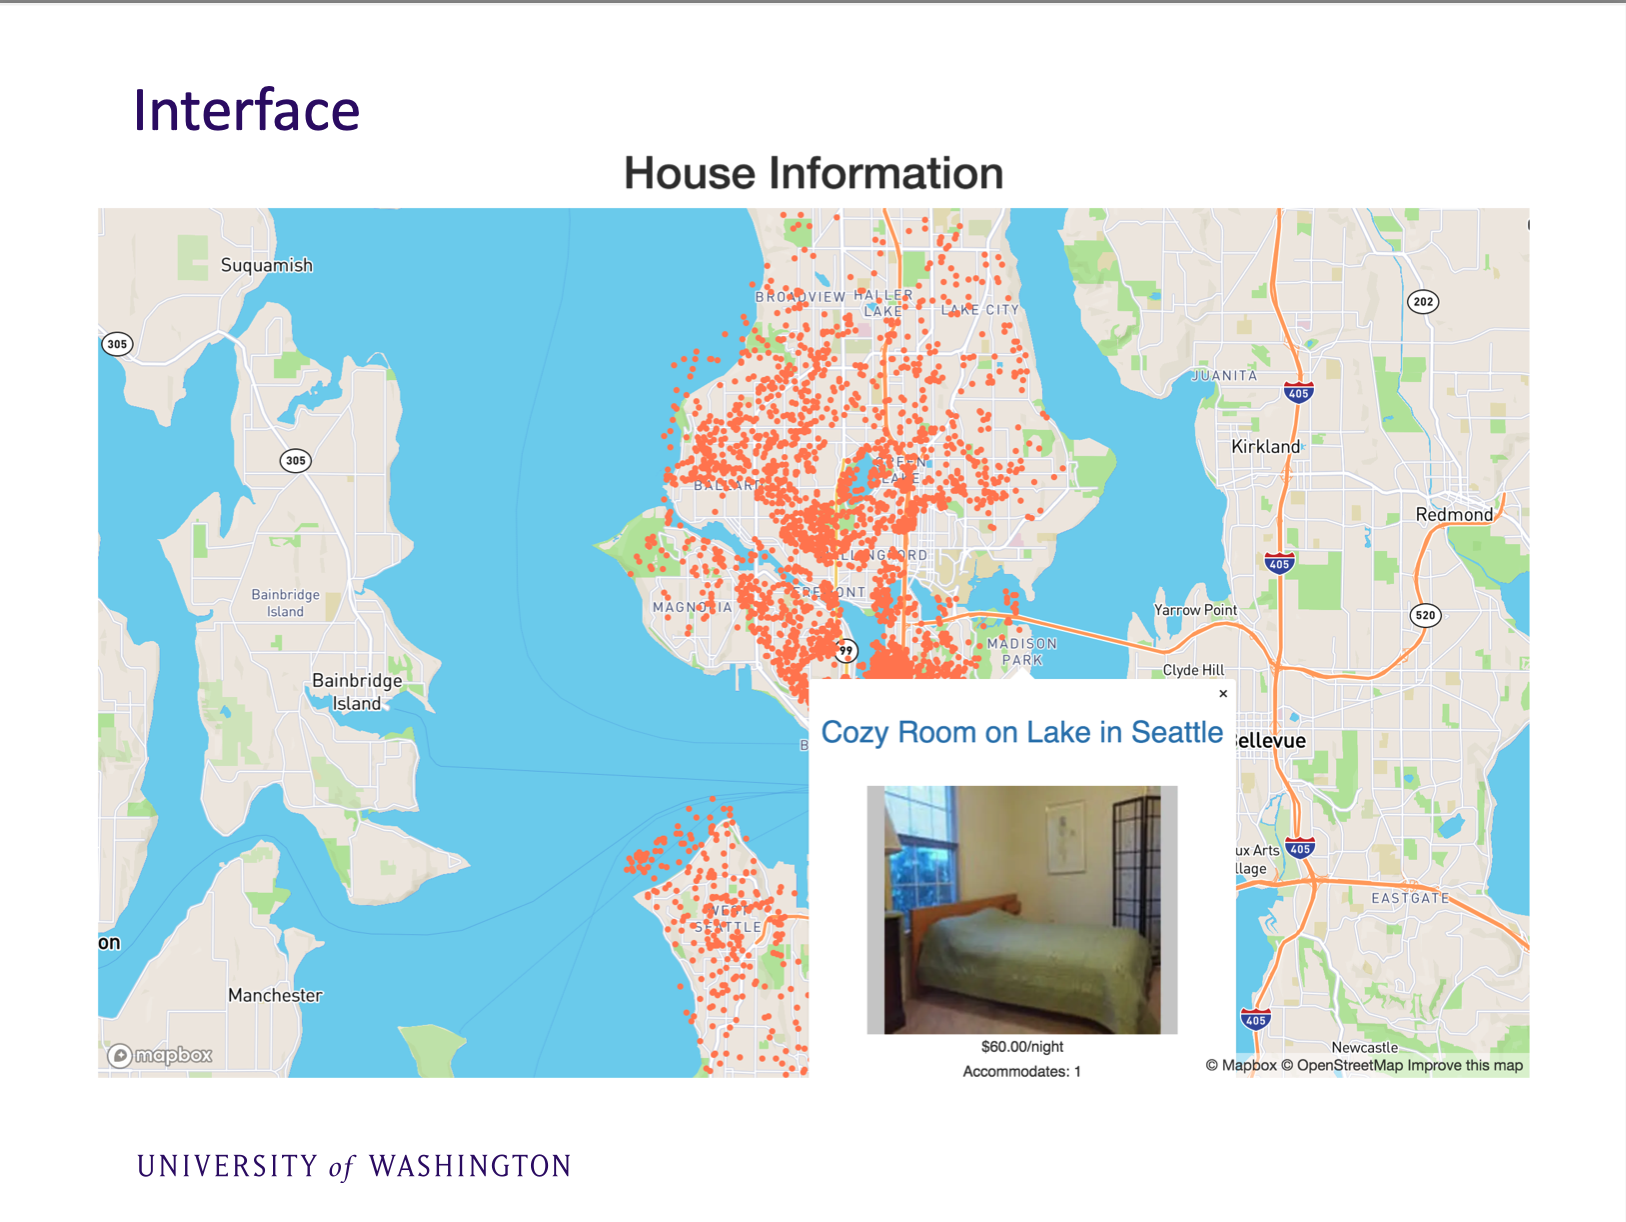 Interface
House Information
Suquamish
305
BROADVIEW
HALLER
LAKE
LAKE CITY
202
305
JUANITA
405
Kirkland
305
GREEN
LAKE
BALLARD
Redmond
405
LLINGFORD
Bainbridge
Island
FREMONT
MAGNOLIA
Yarrow Point
520
99
MADISON
PARK
Clyde Hill
Bainbridge
Island
×
Cozy Room on Lake in Seattle
B
ellevue
405
ux Arts
llage
EASTGATE
WEST
SEATTLE
on
Manchester
405
Newcastle
mapbox
$60.00/night
Accommodates: 1
© Mapbox © OpenStreetMap Improve this map
UNIVERSITY of WASHINGTON